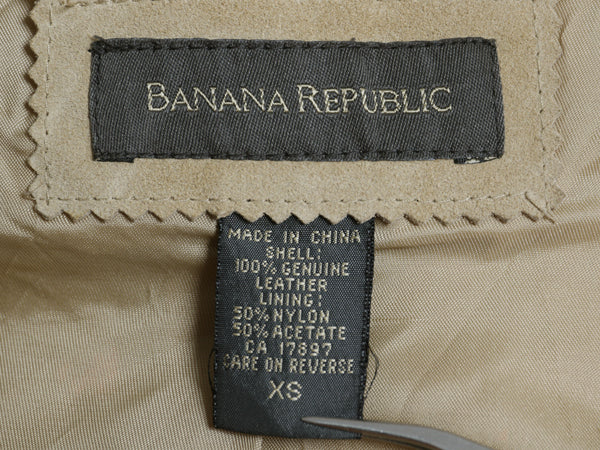 BANANA REPUBLIC
MADE IN CHINA
SHELL:
100% GENUINE
LEATHER
LINING:
50% NYLON
50% ACETATE
CA 17897
CARE ON REVERSE
XS